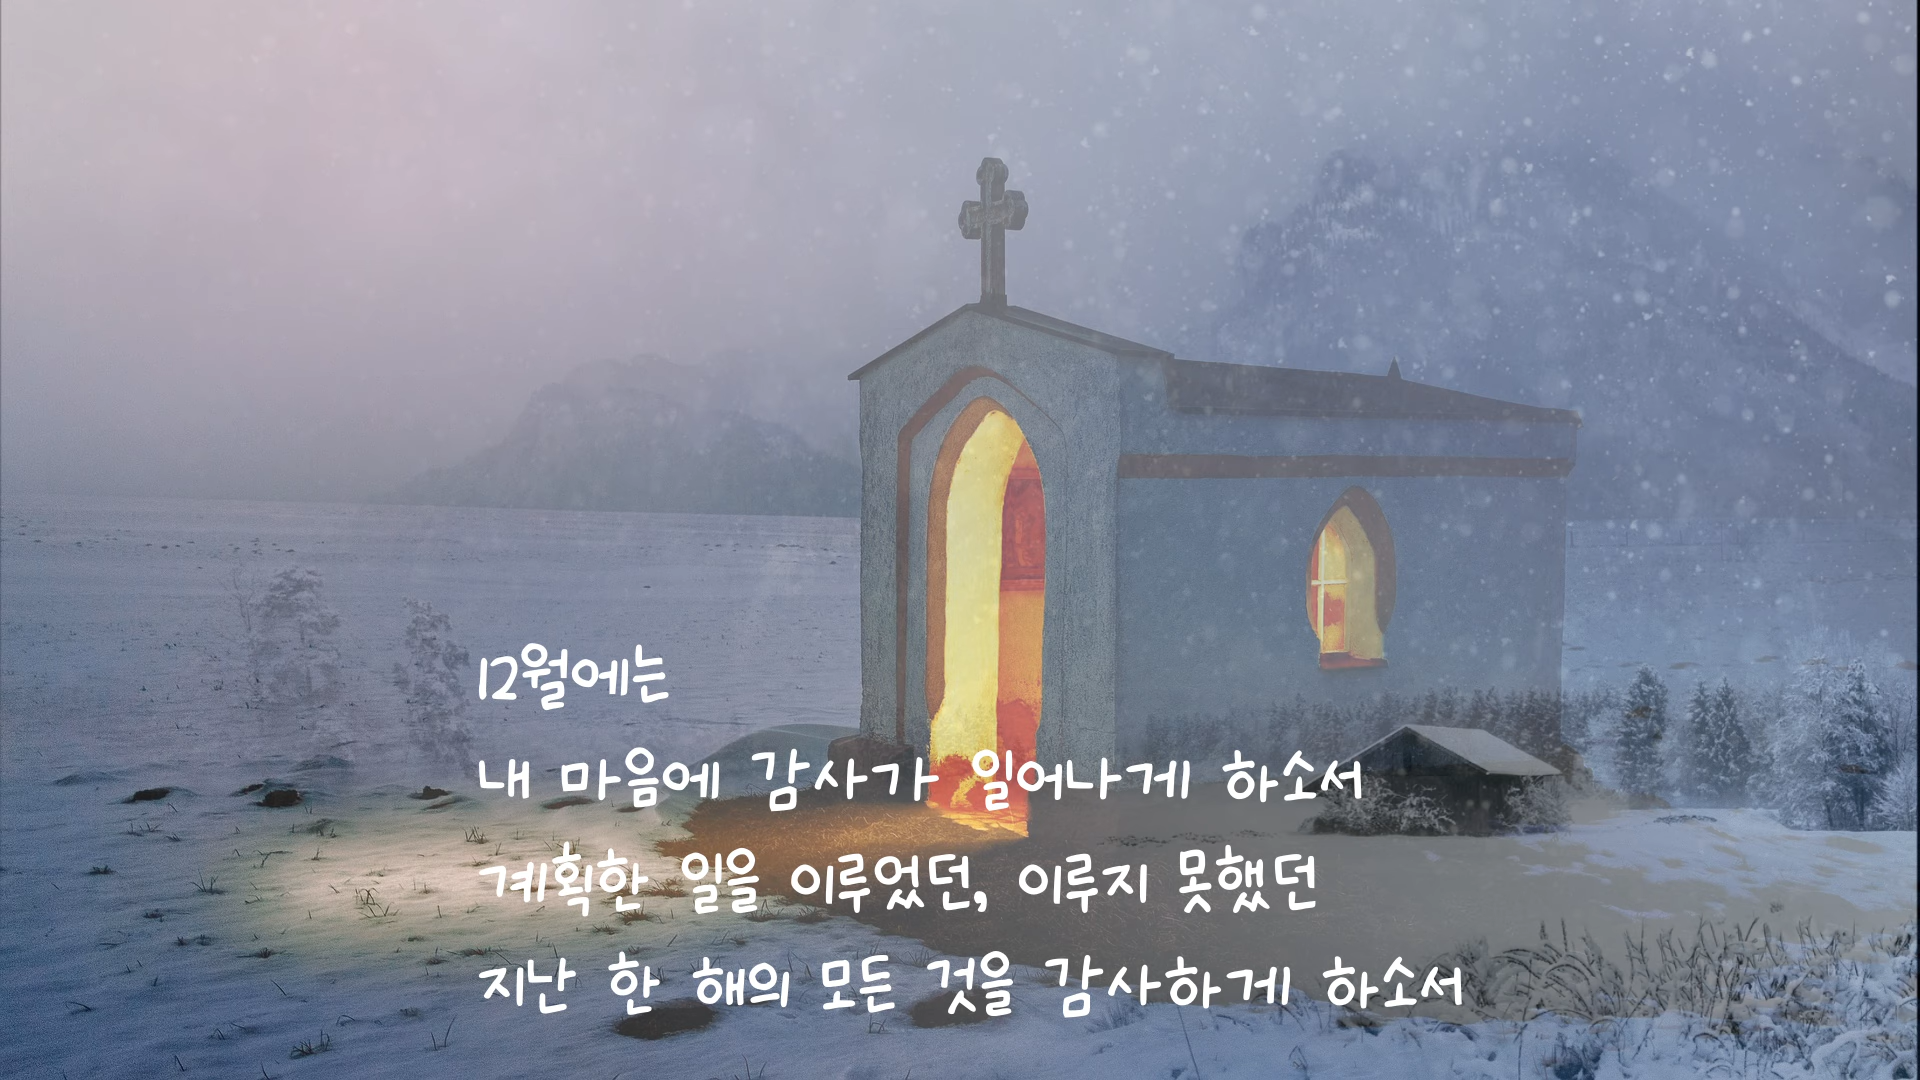 12월에는
내 마음에 감사가 일어나게 하소서
계획한 일을 이루었던, 이루지 못했던
지난 한 해의 모든 것을 감사하게 하소서